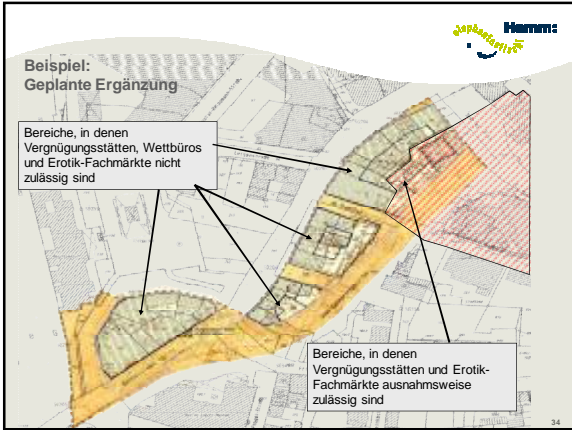 elephantastisch!
Hamm:
Beispiel:
Geplante Ergänzung
Bereiche, in denen
Vergnügungsstätten, Wettbüros
und Erotik-Fachmärkte nicht
zulässig sind
Bereiche, in denen
Vergnügungsstätten und Erotik-
Fachmärkte ausnahmsweise
zulässig sind
34